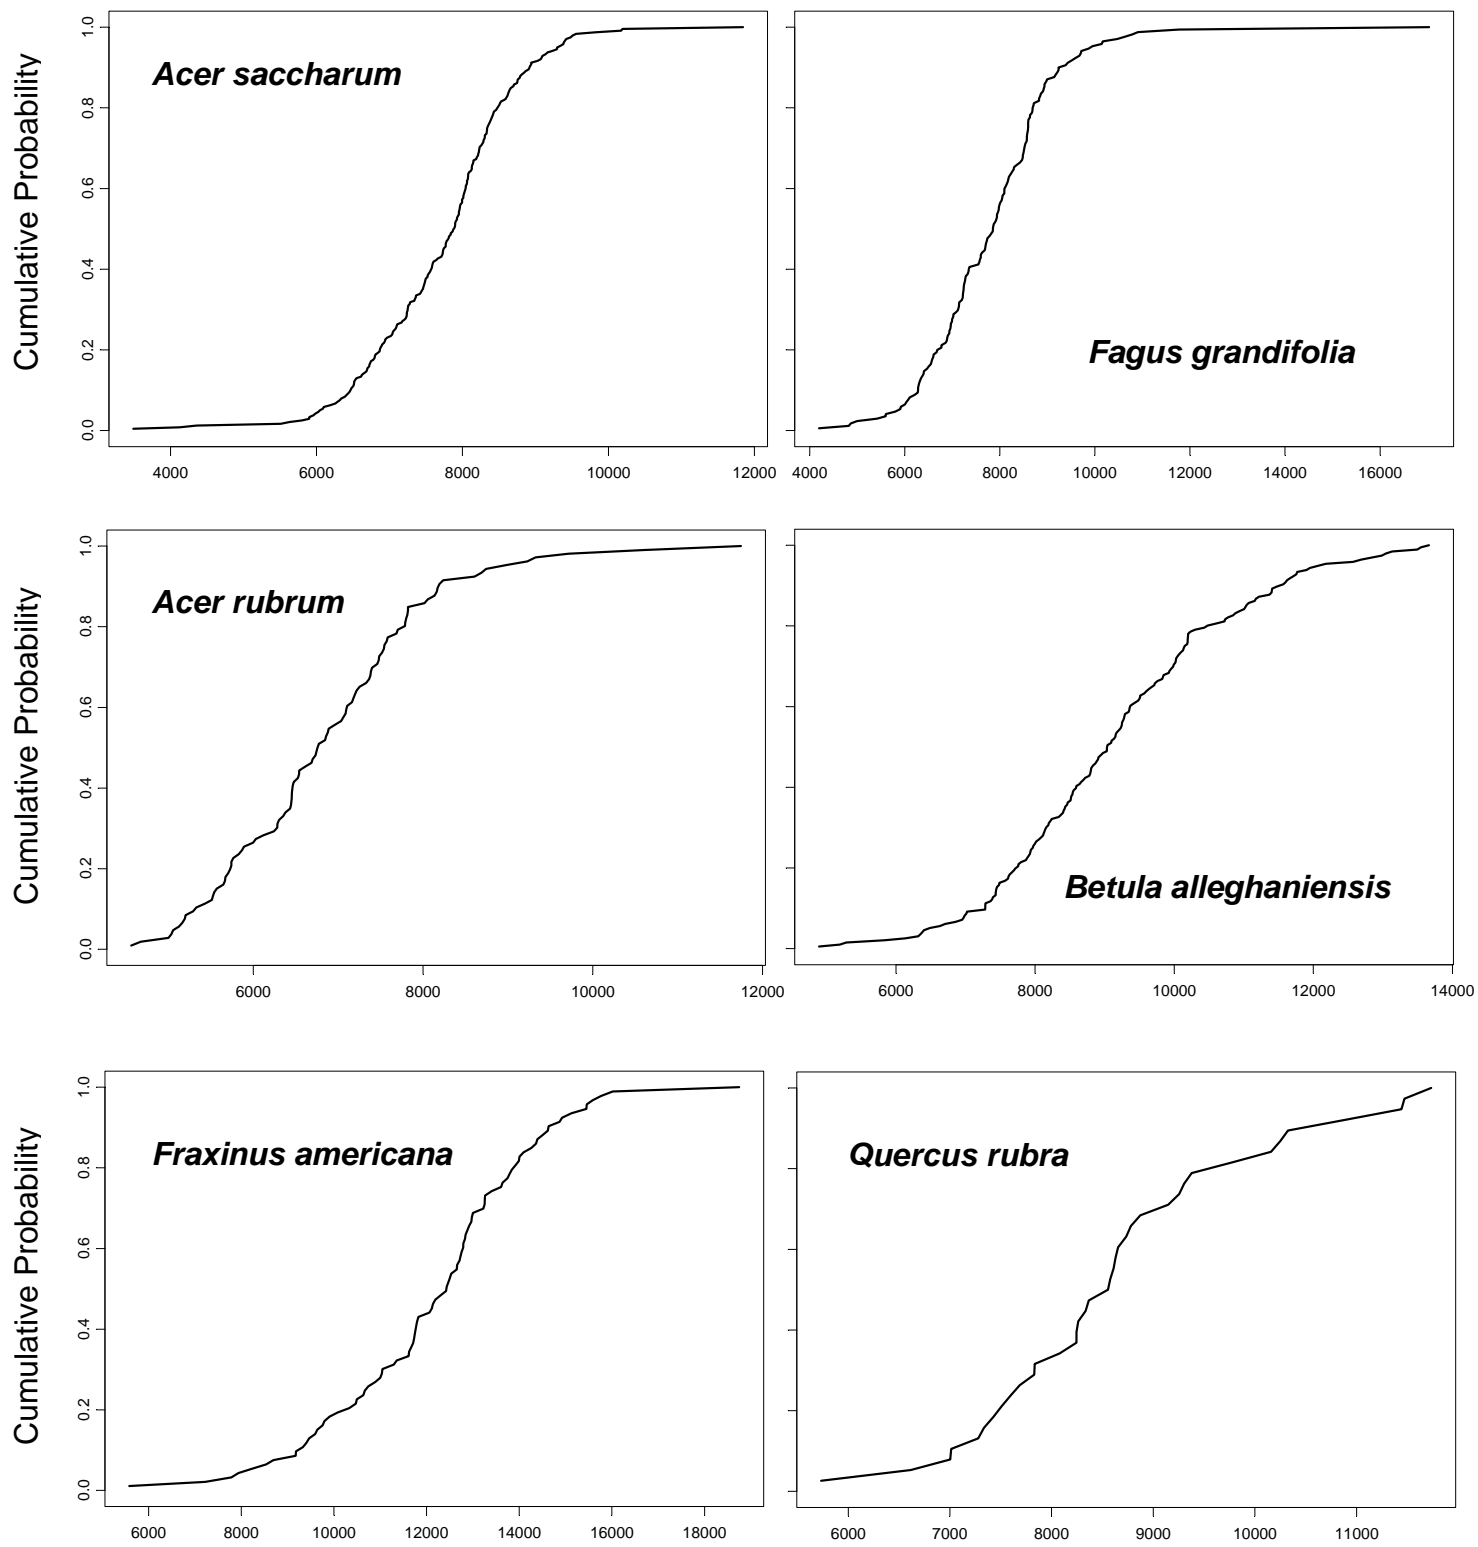 Cumulative Probability
1.0
0.8
0.6
0.4
0.2
0.0
Acer saccharum
4000 6000 8000 10000 12000
Fagus grandifolia
4000 6000 8000 10000 12000 14000 16000
Cumulative Probability
1.0
0.8
0.6
0.4
0.2
0.0
Acer rubrum
6000 8000 10000 12000
Betula alleghaniensis
6000 8000 10000 12000 14000
Cumulative Probability
1.0
0.8
0.6
0.4
0.2
0.0
Fraxinus americana
6000 8000 10000 12000 14000 16000 18000
Quercus rubra
6000 7000 8000 9000 10000 11000